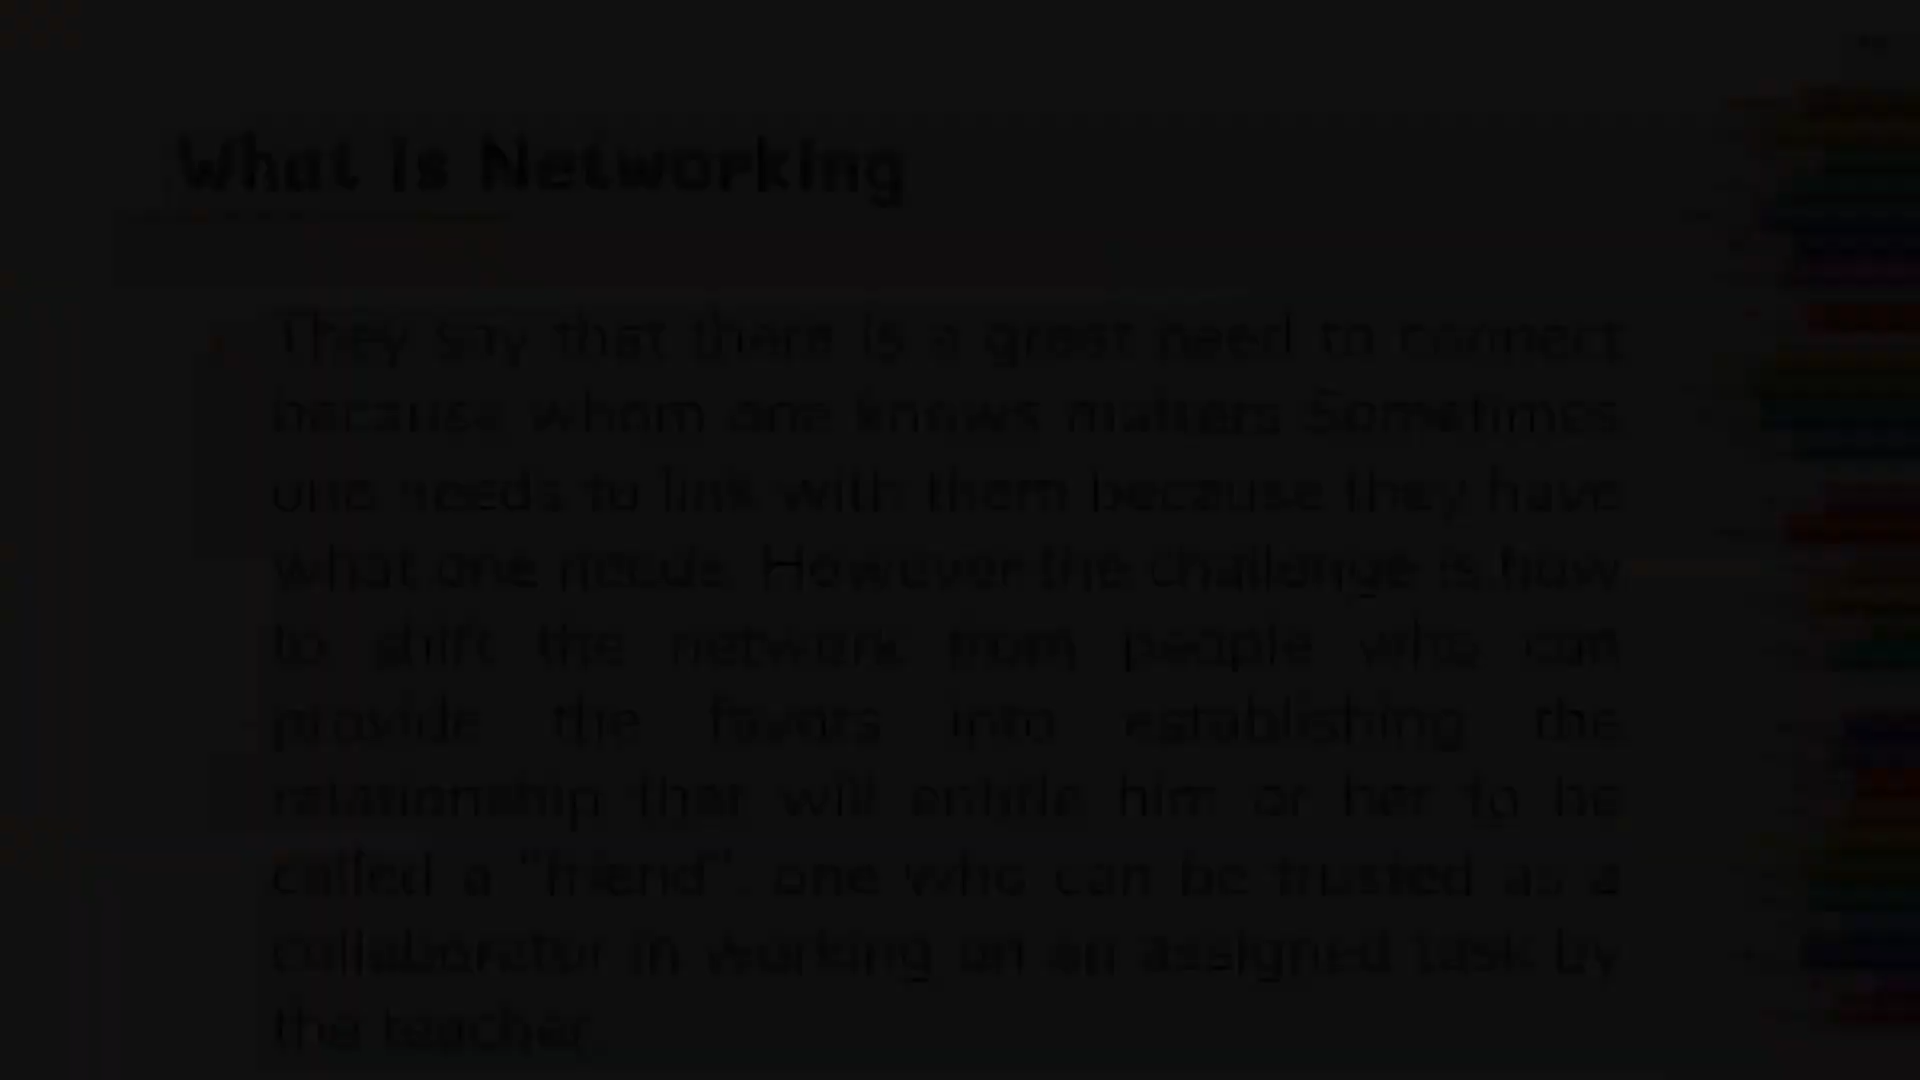 What is Networking
They say that there is a great need to connect
because whom one knows matters Sometimes
one needs to link with them because they have
what one needs. However the challenge is how
to shift the network from people who can
provide the favors into establishing the
relationship that will entitle him or her to be
called a "friend" one who can be trusted as a
collaborator in working on an assigned task by
the teacher.